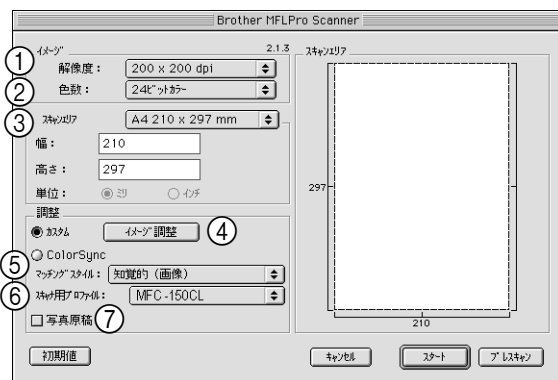 Brother MFLPro Scanner
ｲﾒｰｼﾞ 2.1.3
① 解像度： 200 x 200 dpi
② 色数： 24ﾋﾞｯﾄｶﾗｰ
③ ｽｷｬﾝｴﾘｱ A4 210 x 297 mm
幅： 210
高さ： 297
単位： ﾐﾘ ｲﾝﾁ
調整
ｶｽﾀﾑ ｲﾒｰｼﾞ調整 ④
ColorSync
⑤ ﾏｯﾁﾝｸﾞｽﾀｲﾙ： 知覚的（画像）
⑥ ｽｷｬﾅ用ﾌﾟﾛﾌｧｲﾙ： MFC-150CL
写真原稿 ⑦
初期値
ｽｷｬﾝｴﾘｱ
297
210
ｷｬﾝｾﾙ ｽﾀｰﾄ ﾌﾟﾚｽｷｬﾝ